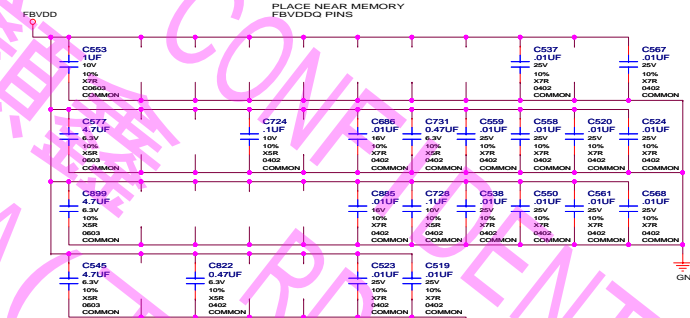 PLACE NEAR MEMORY
FBVDDQ PINS
FBVDD
C553
1UF
10V
10%
X7R
C0603
COMMON
C537
.01UF
25V
10%
X7R
0402
COMMON
C567
.01UF
25V
10%
X7R
0402
COMMON
C577
4.7UF
6.3V
10%
X5R
0603
COMMON
C724
.1UF
10V
10%
X5R
0402
COMMON
C686
.01UF
16V
10%
X7R
0402
COMMON
C731
0.47UF
6.3V
10%
X5R
0402
COMMON
C559
.01UF
25V
10%
X7R
0402
COMMON
C558
.01UF
25V
10%
X7R
0402
COMMON
C520
.01UF
25V
10%
X7R
0402
COMMON
C524
.01UF
25V
10%
X7R
0402
COMMON
C899
4.7UF
6.3V
10%
X5R
0603
COMMON
C885
.01UF
16V
10%
X7R
0402
COMMON
C728
.1UF
10V
10%
X5R
0402
COMMON
C538
.01UF
25V
10%
X7R
0402
COMMON
C550
.01UF
25V
10%
X7R
0402
COMMON
C561
.01UF
25V
10%
X7R
0402
COMMON
C568
.01UF
25V
10%
X7R
0402
COMMON
GN
C545
4.7UF
6.3V
10%
X5R
0603
COMMON
C822
0.47UF
6.3V
10%
X5R
0402
COMMON
C523
.01UF
25V
10%
X7R
0402
COMMON
C519
.01UF
25V
10%
X7R
0402
COMMON
CONFIDENT